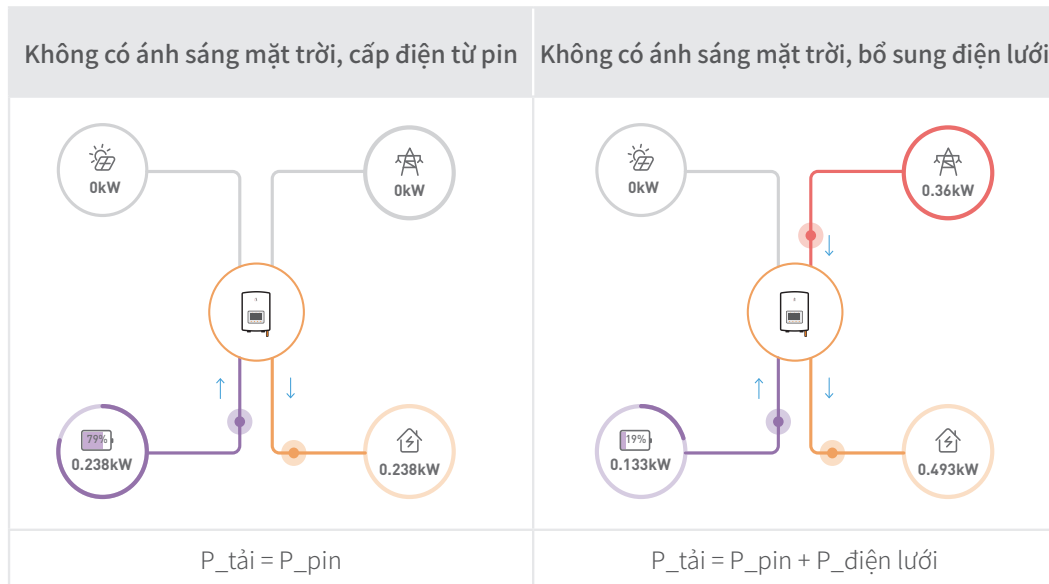 Không có ánh sáng mặt trời, cấp điện từ pin
Không có ánh sáng mặt trời, bổ sung điện lưới
0kW
0kW
79%
0.238kW
0.238kW
0kW
0.36kW
19%
0.133kW
0.493kW
P_tải = P_pin
P_tải = P_pin + P_điện lưới